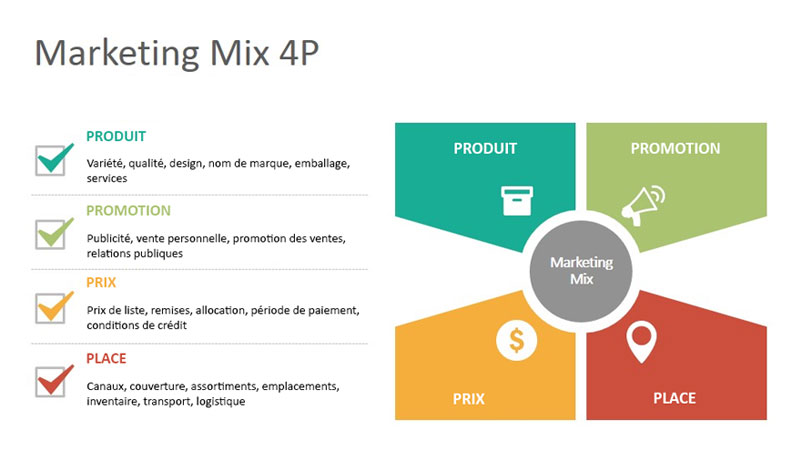 Marketing Mix 4P
PRODUIT
Variété, qualité, design, nom de marque, emballage,
services
PROMOTION
Publicité, vente personnelle, promotion des ventes,
relations publiques
PRIX
Prix de liste, remises, allocation, période de paiement,
conditions de crédit
PLACE
Canaux, couverture, assortiments, emplacements,
inventaire, transport, logistique
PRODUIT
PROMOTION
Marketing
Mix
$
PRIX
PLACE